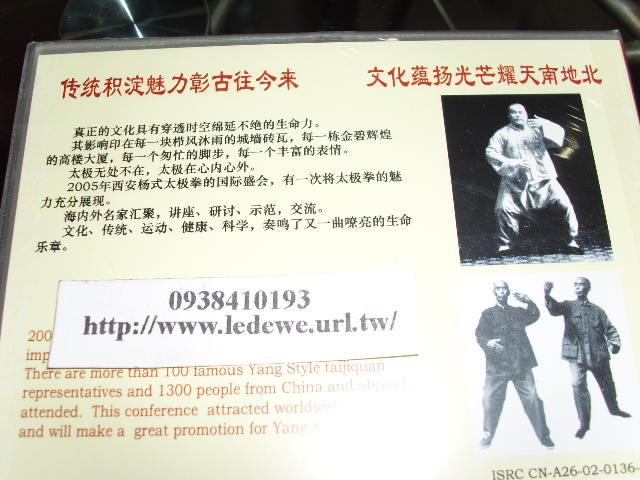 传统积淀魅力彰古往今来 文化蕴扬光芒耀天南地北
真正的文化具有穿透时空绵延不绝的生命力。
其影响印在每一块栉风沐雨的城墙砖瓦,每一栋金碧辉煌
的高楼大厦,每一个匆忙的脚步,每一个丰富的表情。
太极无处不在,太极在心内心外。
2005年西安杨式太极拳的国际盛会,有一次将太极拳的魅
力充分展现。
海内外名家汇聚,讲座、研讨、示范,交流。
文化、传统、运动、健康、科学,奏鸣了又一曲嘹亮的生命
乐章。
0938410193
http://www.ledewe.url.tw/
200
imp
There are more than 100 famous Yang Style taijiquan
representatives and 1300 people from China and abroad
attended. This conference attracted worldwid
and will make a great promotion for Yang S
ISRC CN-A26-02-0136-